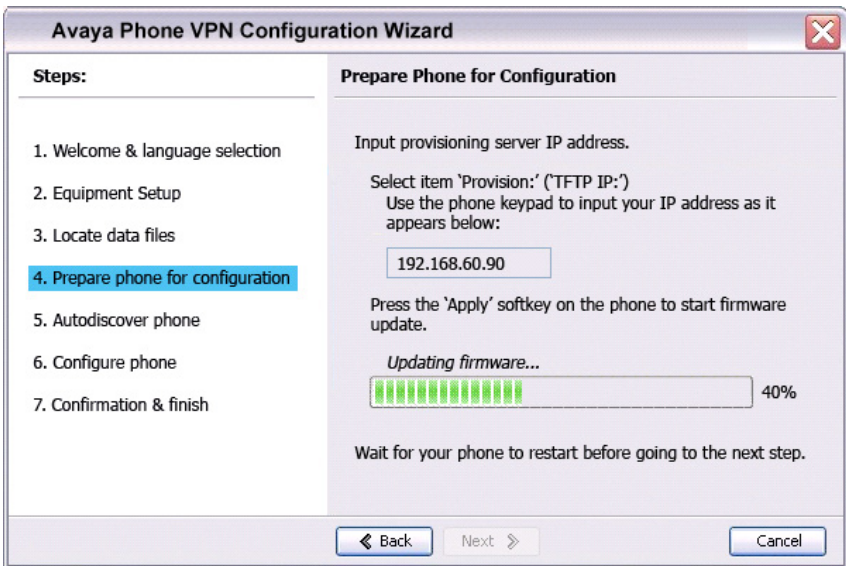 Avaya Phone VPN Configuration Wizard
Steps:
1. Welcome & language selection
2. Equipment Setup
3. Locate data files
4. Prepare phone for configuration
5. Autodiscover phone
6. Configure phone
7. Confirmation & finish
Prepare Phone for Configuration
Input provisioning server IP address.
Select item ‘Provision:’ (‘TFTP IP:’)
Use the phone keypad to input your IP address as it
appears below:
192.168.60.90
Press the ‘Apply’ softkey on the phone to start firmware
update.
Updating firmware...
40%
Wait for your phone to restart before going to the next step.
Back
Next
Cancel